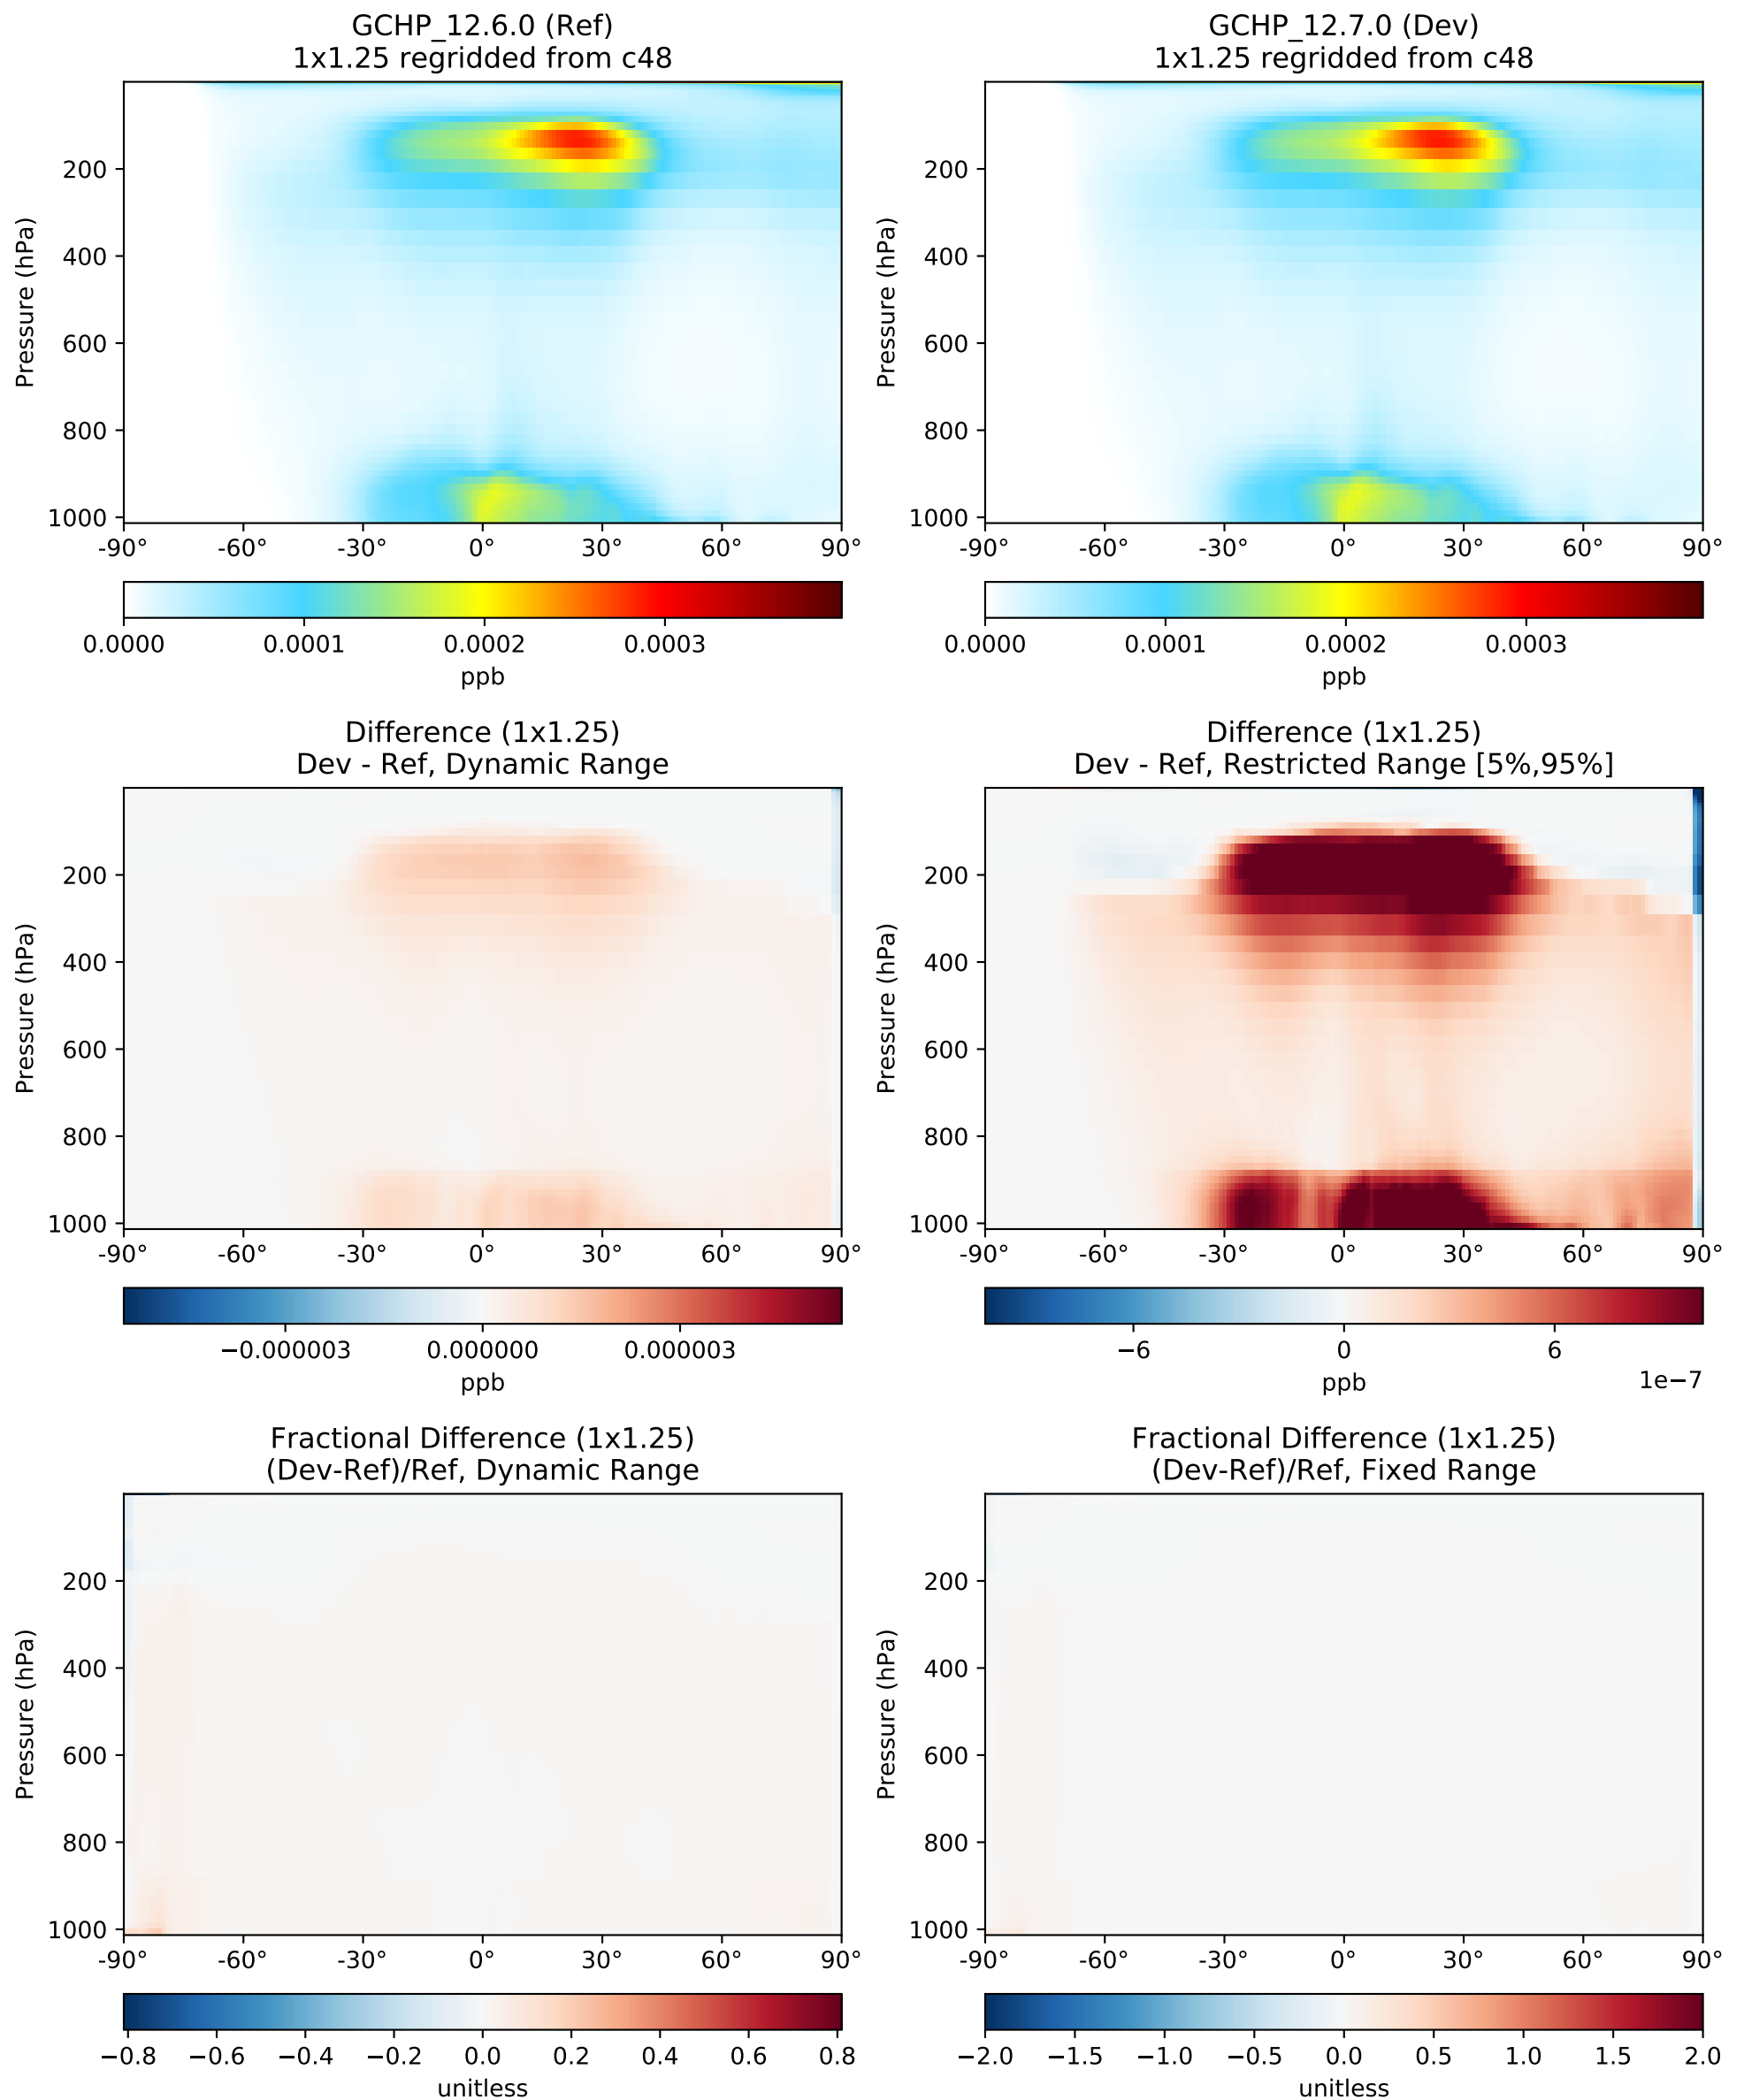 GCHP_12.6.0 (Ref)
1x1.25 regridded from c48
Pressure (hPa)
200
400
600
800
1000
-90° -60° -30° 0° 30° 60° 90°
0.0000 0.0001 0.0002 0.0003
ppb
GCHP_12.7.0 (Dev)
1x1.25 regridded from c48
Pressure (hPa)
200
400
600
800
1000
-90° -60° -30° 0° 30° 60° 90°
0.0000 0.0001 0.0002 0.0003
ppb
Difference (1x1.25)
Dev - Ref, Dynamic Range
Pressure (hPa)
200
400
600
800
1000
-90° -60° -30° 0° 30° 60° 90°
−0.000003 0.000000 0.000003
ppb
Difference (1x1.25)
Dev - Ref, Restricted Range [5%,95%]
Pressure (hPa)
200
400
600
800
1000
-90° -60° -30° 0° 30° 60° 90°
−6 0 6
ppb
1e−7
Fractional Difference (1x1.25)
(Dev-Ref)/Ref, Dynamic Range
Pressure (hPa)
200
400
600
800
1000
-90° -60° -30° 0° 30° 60° 90°
−0.8 −0.6 −0.4 −0.2 0.0 0.2 0.4 0.6 0.8
unitless
Fractional Difference (1x1.25)
(Dev-Ref)/Ref, Fixed Range
Pressure (hPa)
200
400
600
800
1000
-90° -60° -30° 0° 30° 60° 90°
−2.0 −1.5 −1.0 −0.5 0.0 0.5 1.0 1.5 2.0
unitless